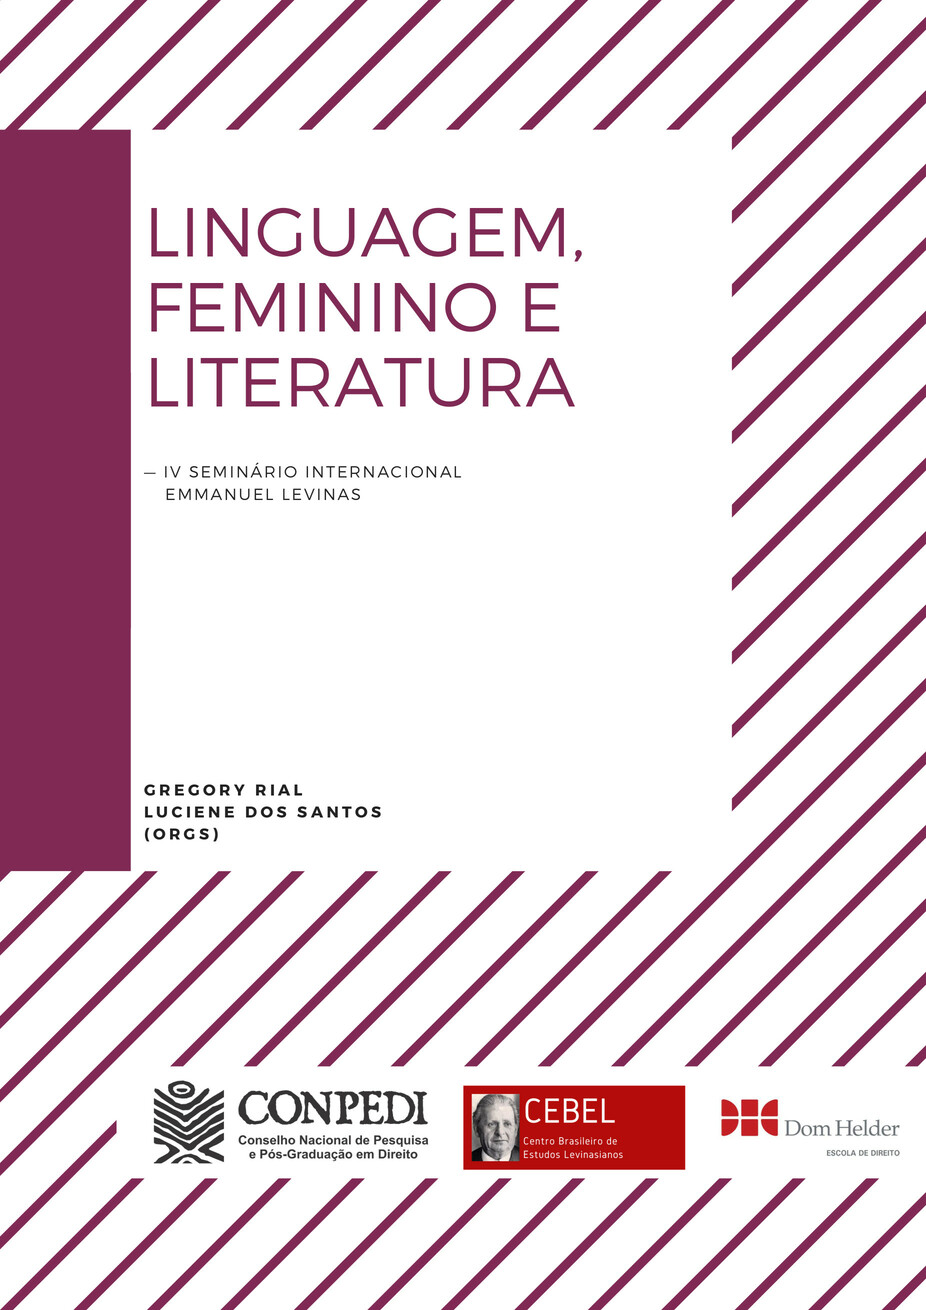 LINGUAGEM,
FEMININO E
LITERATURA
— IV SEMINÁRIO INTERNACIONAL
EMMANUEL LEVINAS
GREGORY RIAL
LUCIENE DOS SANTOS
(ORGS)
CONPEDI
Conselho Nacional de Pesquisa
e Pós-Graduação em Direito
CEBEL
Centro Brasileiro de
Estudos Levinasianos
Dom Helder
ESCOLA DE DIREITO